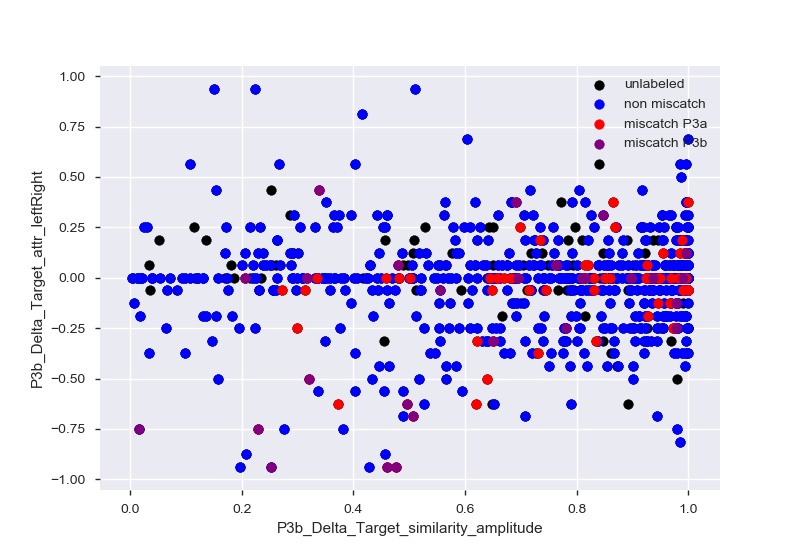 1.00
0.75
0.50
0.25
0.00
−0.25
−0.50
−0.75
−1.00
P3b_Delta_Target_attr_leftRight
unlabeled
non miscatch
miscatch P3a
miscatch P3b
0.0 0.2 0.4 0.6 0.8 1.0
P3b_Delta_Target_similarity_amplitude